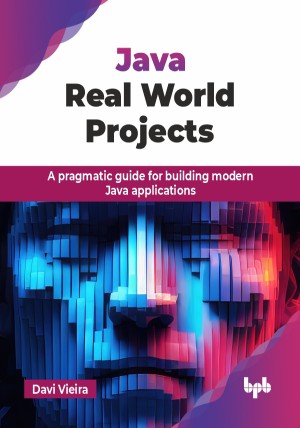 Java
Real World
Projects
A pragmatic guide for building modern
Java applications
Davi Vieira
bpb